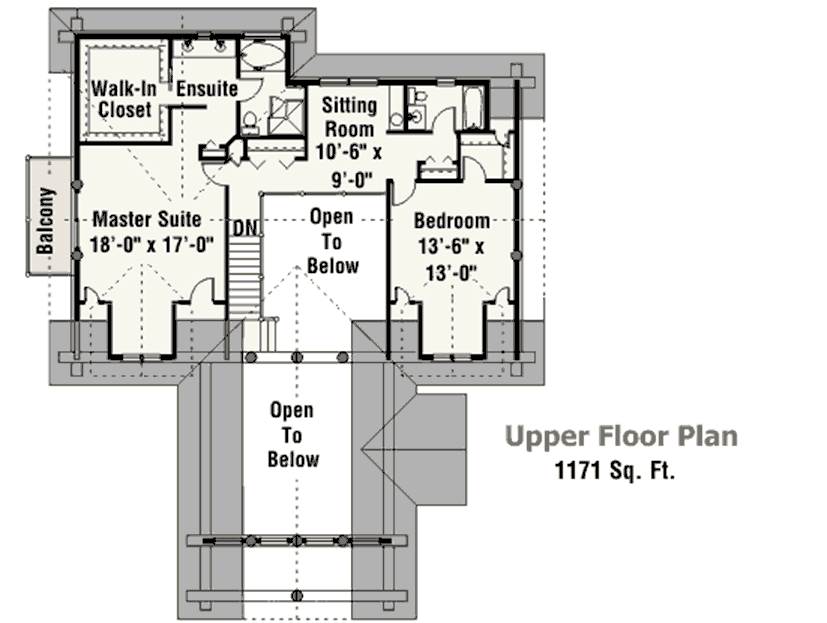 Walk-In
Closet
Ensuite
Sitting
Room
10'-6" x
9'-0"
Balcony
Master Suite
18'-0" x 17'-0"
DN
Open
To
Below
Bedroom
13'-6" x
13'-0"
Open
To
Below
Upper Floor Plan
1171 Sq. Ft.